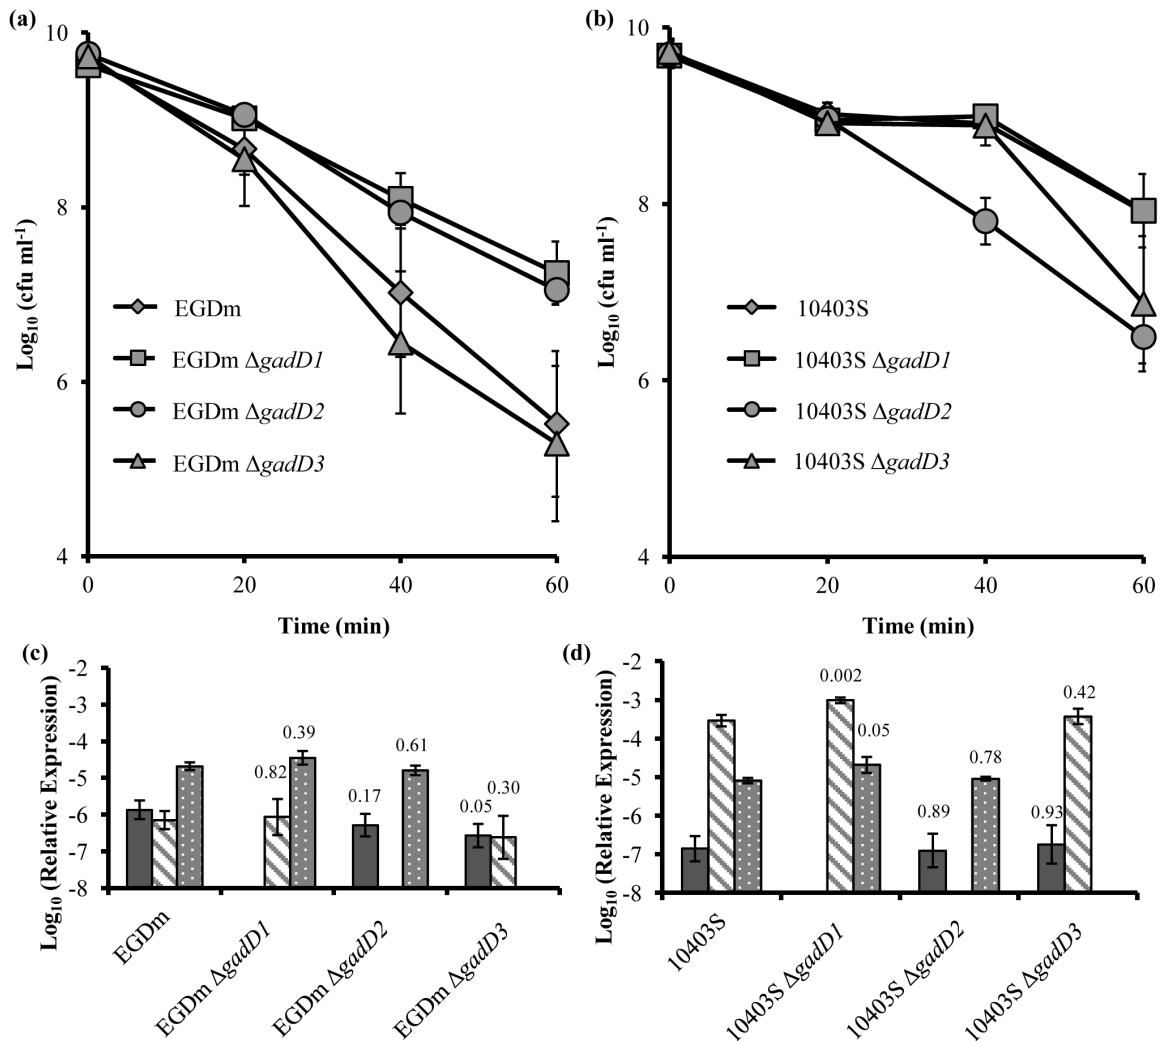 (a)
10
8
6
4
Log10 (cfu ml-1)
EGDm
EGDm ΔgadD1
EGDm ΔgadD2
EGDm ΔgadD3
0 20 40 60
Time (min)
(b)
10
8
6
4
Log10 (cfu ml-1)
10403S
10403S ΔgadD1
10403S ΔgadD2
10403S ΔgadD3
0 20 40 60
Time (min)
(c)
-2
-3
-4
-5
-6
-7
-8
Log10 (Relative Expression)
0.82
0.39
0.17
0.61
0.05
0.30
EGDm
EGDm ΔgadD1
EGDm ΔgadD2
EGDm ΔgadD3
(d)
-2
-3
-4
-5
-6
-7
-8
Log10 (Relative Expression)
0.002
0.05
0.89
0.78
0.93
0.42
10403S
10403S ΔgadD1
10403S ΔgadD2
10403S ΔgadD3